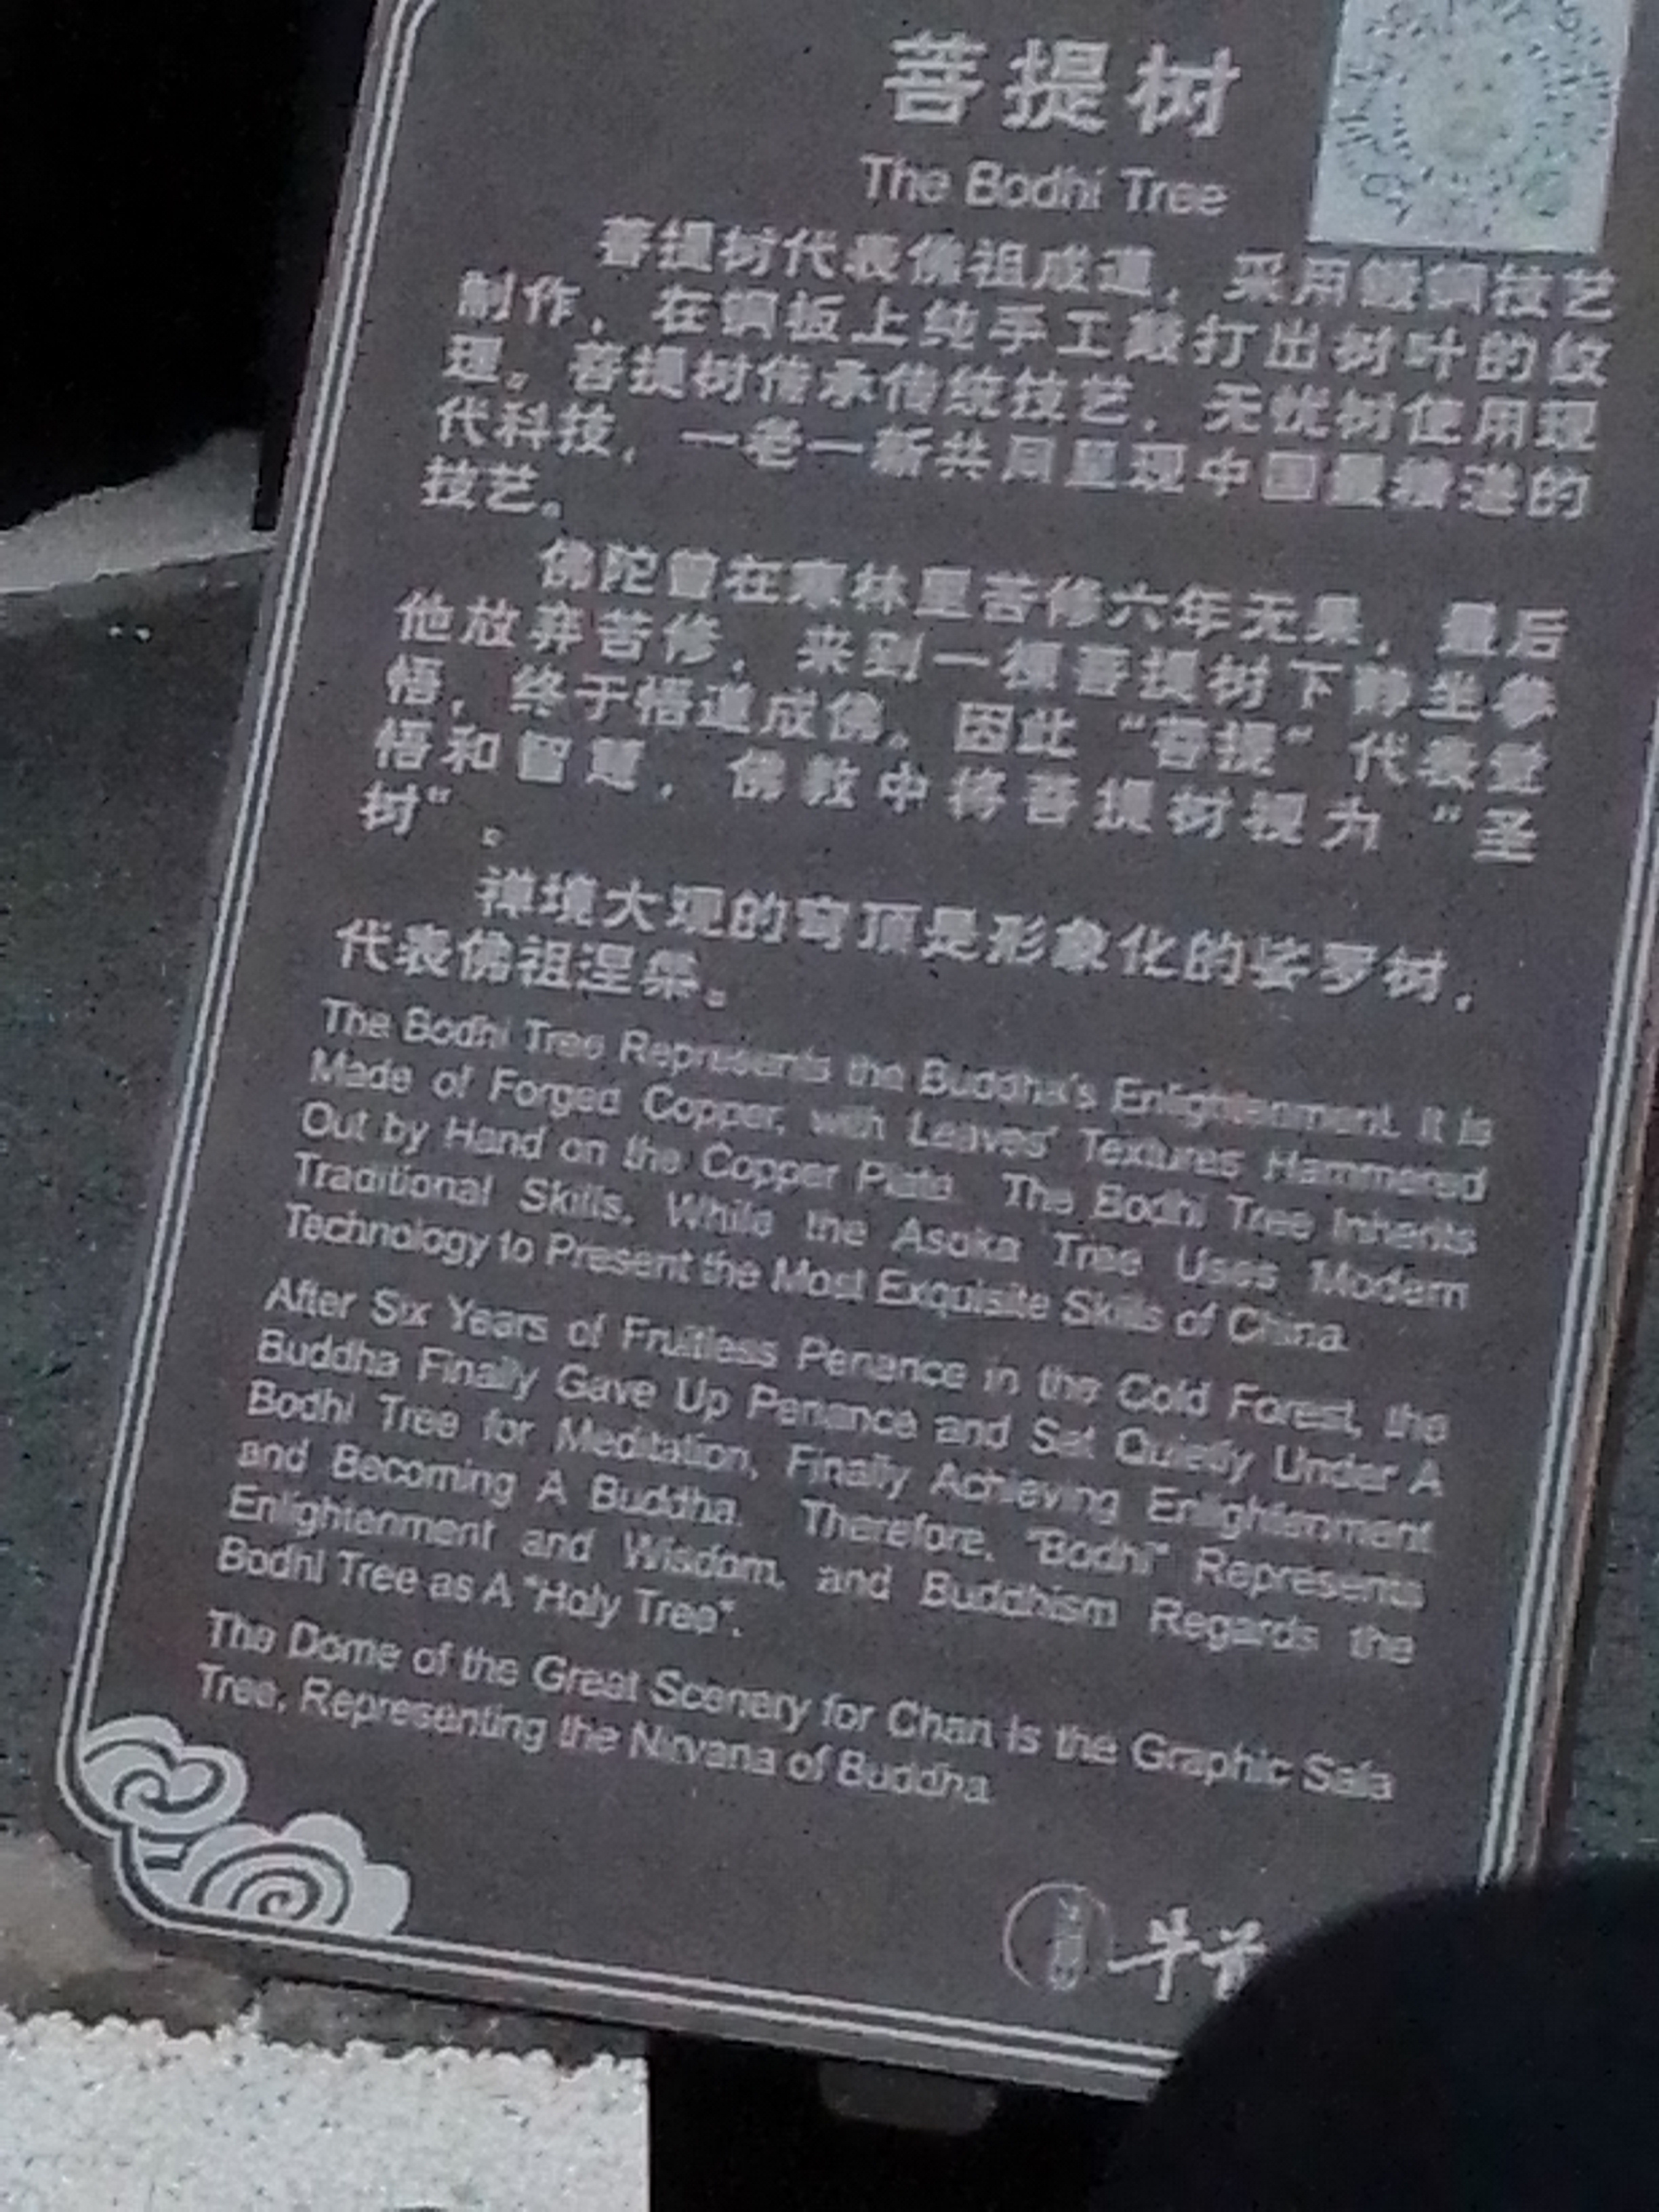 菩提树
The Bodhi Tree
菩提树代表佛祖成道，采用锻铜技艺
制作，在铜板上纯手工敲打出树叶的纹
理。菩提树传承传统技艺，无忧树使用现
代科技，一老一新共同呈现中国最精进的
技艺。
佛陀曾在寒林里苦修六年无果，最后
他放弃苦修，来到一棵菩提树下静坐参
悟，终于悟道成佛。因此“菩提”代表觉
悟和智慧，佛教中将菩提树视为“圣
树”。
禅境大观的穹顶是形象化的娑罗树，
代表佛祖涅槃。
The Bodhi Tree Represents the Buddha's Enlightenment. It is
Made of Forged Copper, with Leaves' Textures Hammered
Out by Hand on the Copper Plate. The Bodhi Tree Inherits
Traditional Skills, While the Asoka Tree Uses Modern
Technology to Present the Most Exquisite Skills of China.
After Six Years of Fruitless Penance in the Cold Forest, the
Buddha Finally Gave Up Penance and Sat Quietly Under A
Bodhi Tree for Meditation, Finally Achieving Enlightenment
and Becoming A Buddha. Therefore, "Bodhi" Represents
Enlightenment and Wisdom, and Buddhism Regards the
Bodhi Tree as A "Holy Tree".
The Dome of the Great Scenery for Chan is the Graphic Sala
Tree, Representing the Nirvana of Buddha.
牛首